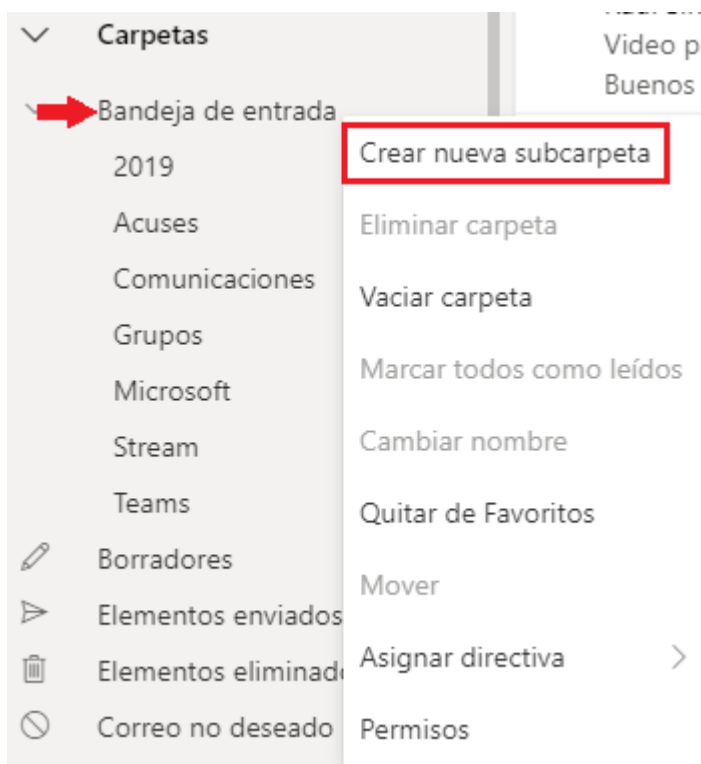 Carpetas
Bandeja de entrada
2019
Acuses
Comunicaciones
Grupos
Microsoft
Stream
Teams
Borradores
Elementos enviados
Elementos
Correo no deseado
Video
Buenos
Crear nueva subcarpeta
Eliminar carpeta
Vaciar carpeta
Marcar todos como leídos
Cambiar nombre
Quitar de Favoritos
Mover
Asignar directiva
Permisos